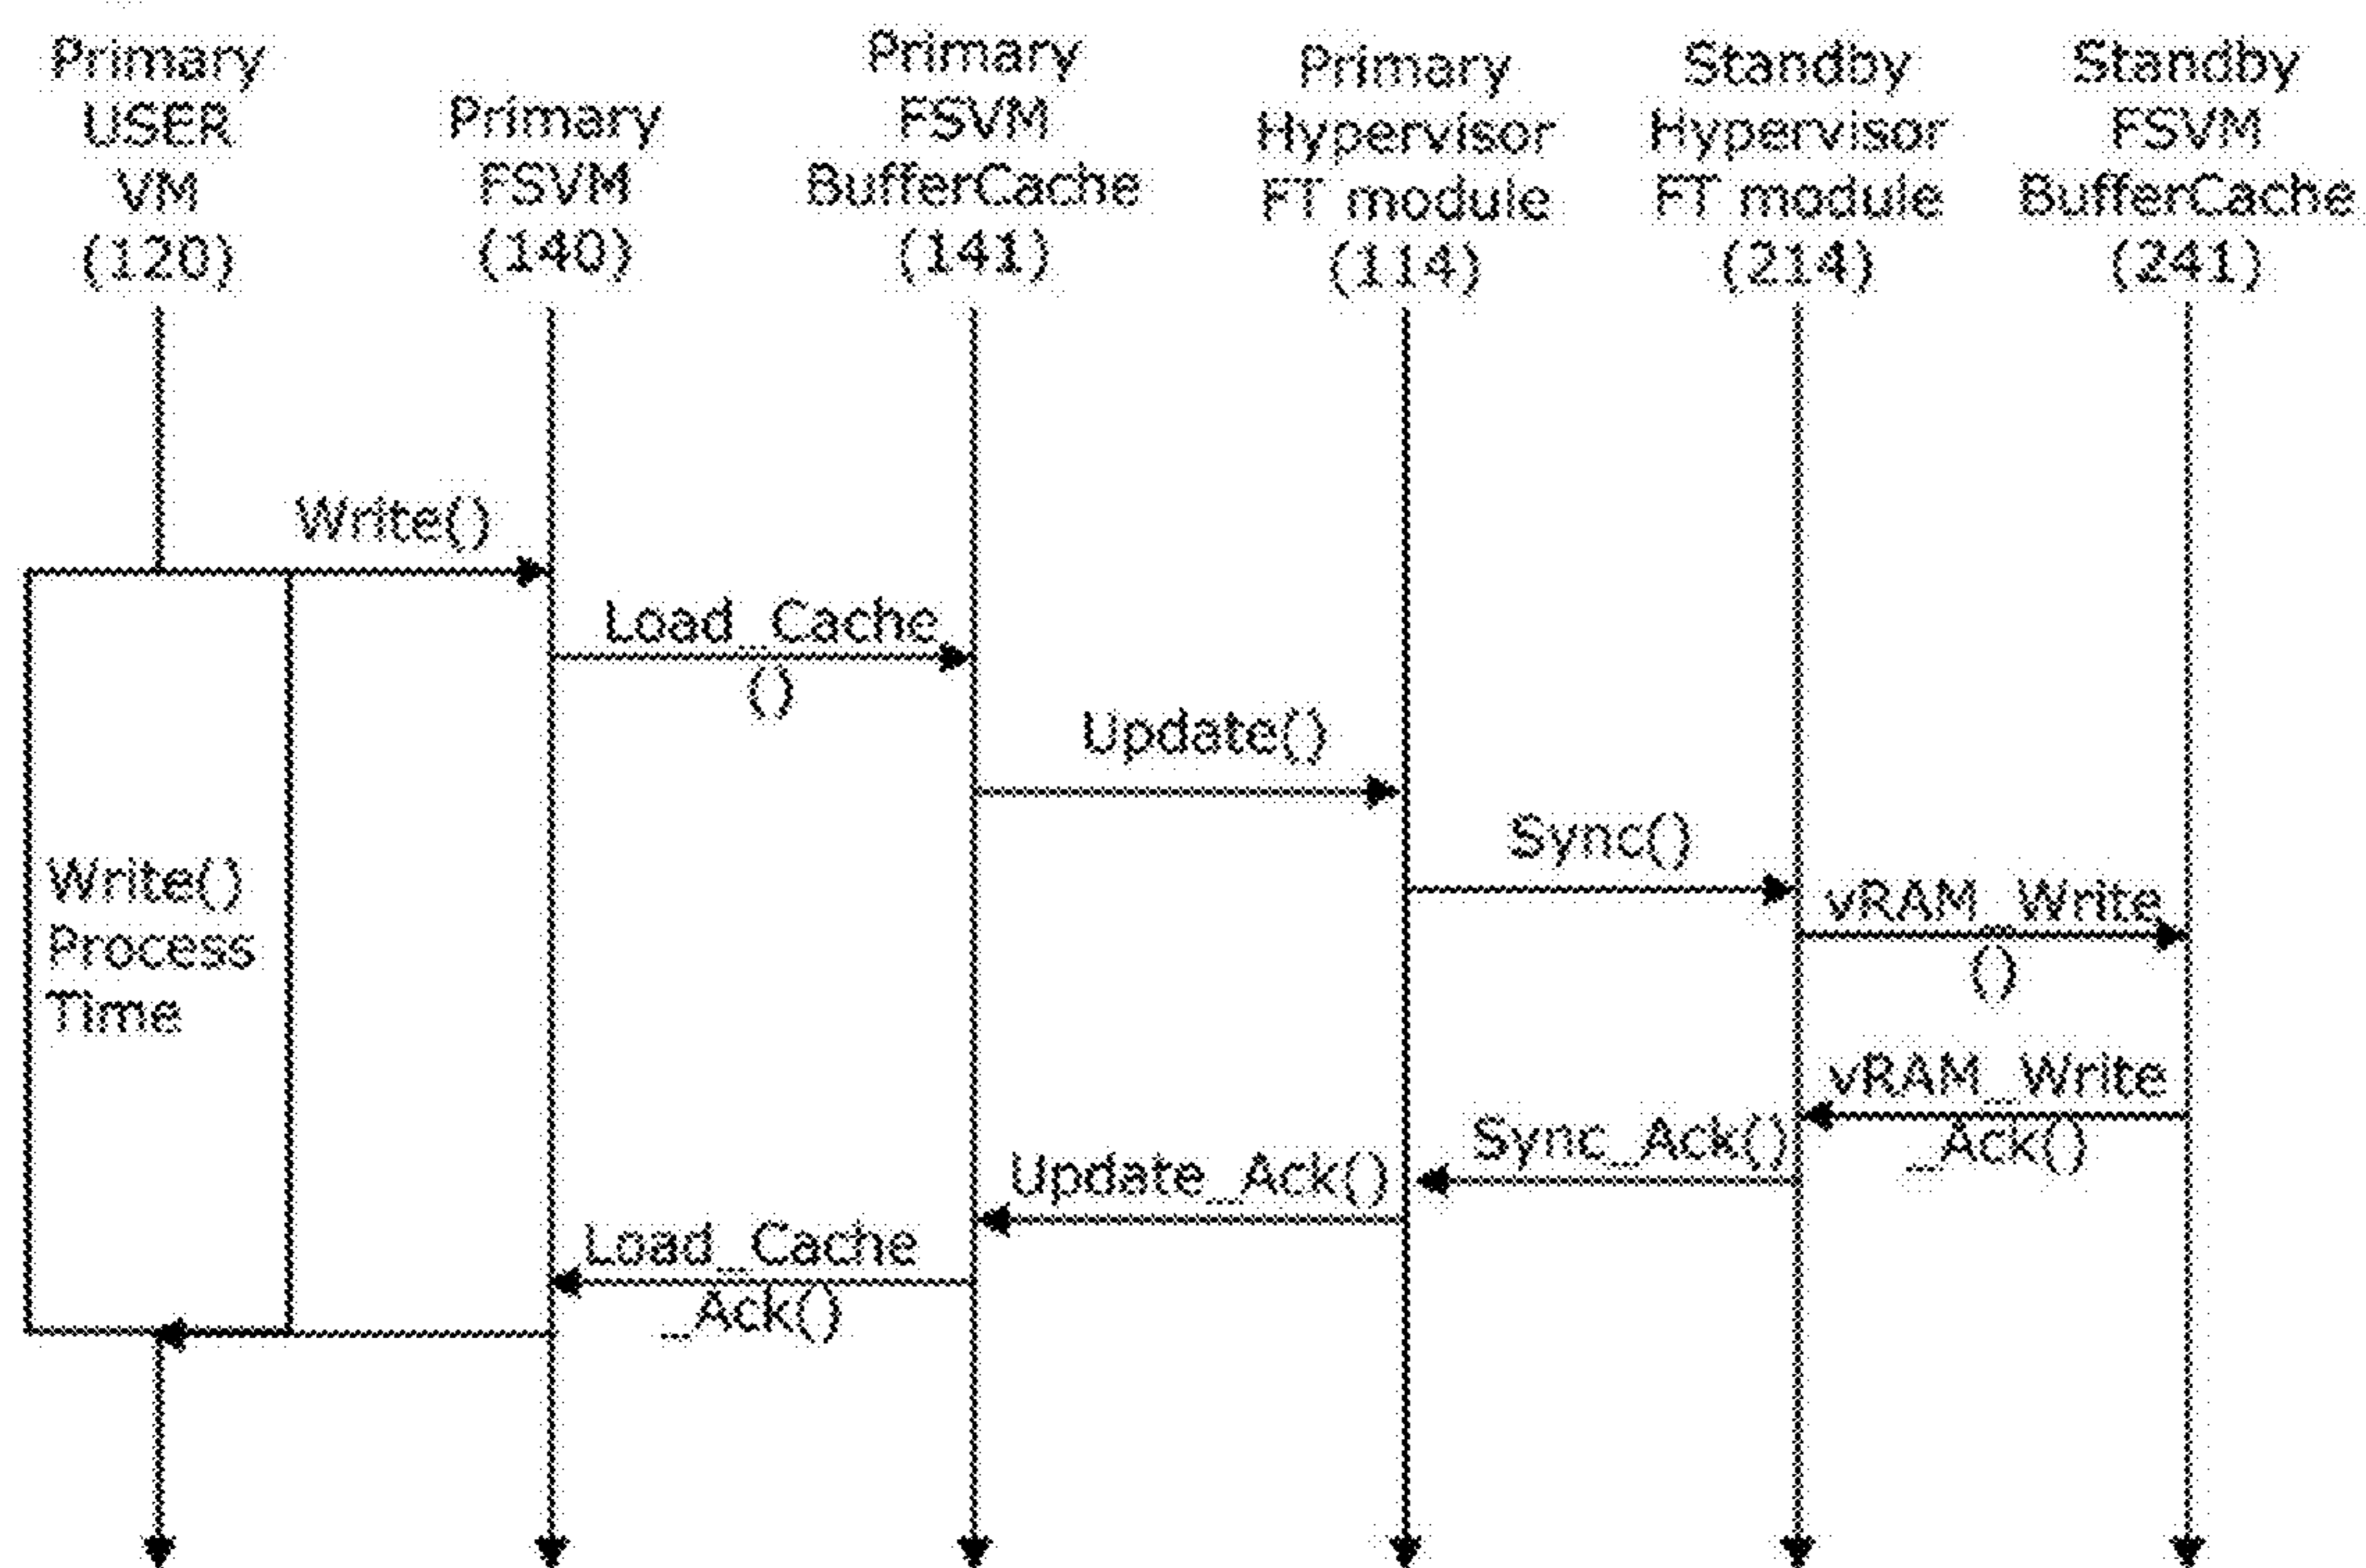 Primary
USER
VM
(120)
Primary
FSVM
(140)
Primary
FSVM
BufferCache
(141)
Primary
Hypervisor
FT module
(114)
Standby
Hypervisor
FT module
(214)
Standby
FSVM
BufferCache
(241)
Write()
Load_Cache
()
Update()
Sync()
vRAM_Write
()
Write()
Process
Time
vRAM_Write
_Ack()
Sync_Ack()
Update_Ack()
Load_Cache
_Ack()